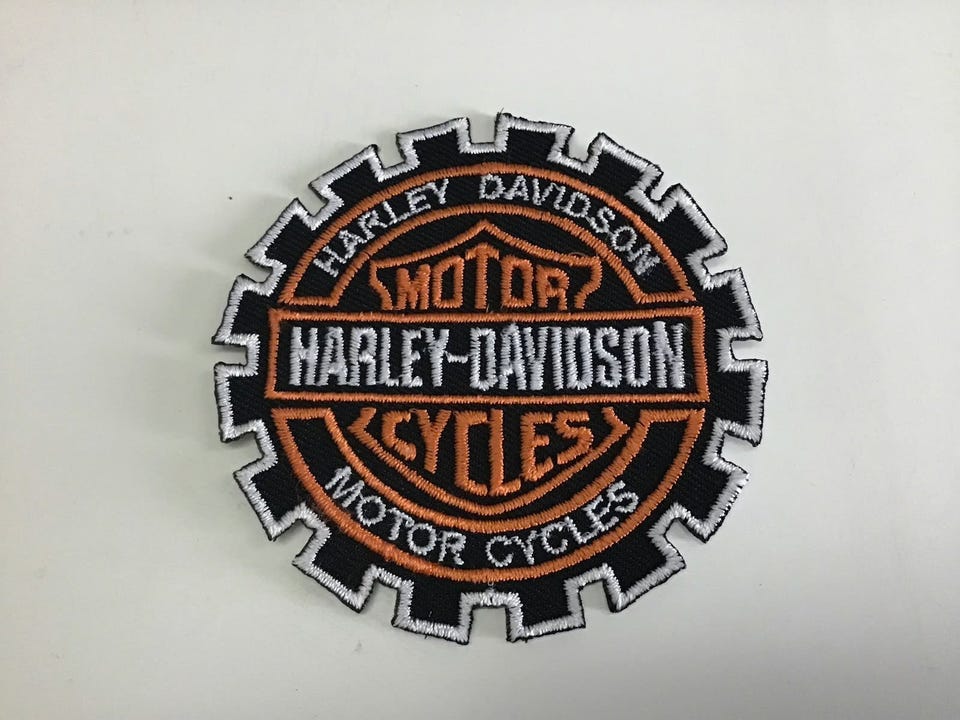 HARLEY DAVIDSON
MOTOR
HARLEY-DAVIDSON
CYCLES
MOTOR CYCLES